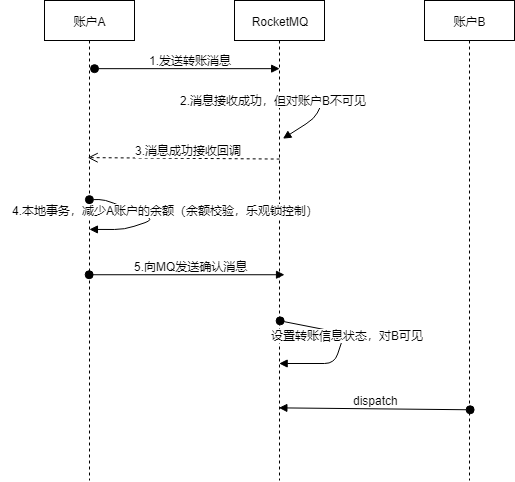 账户A
RocketMQ
账户B
1.发送转账消息
2.消息接收成功，但对账户B不可见
3.消息成功接收回调
4.本地事务，减少A账户的余额（余额校验，乐观锁控制）
5.向MQ发送确认消息
设置转账信息状态，对B可见
dispatch